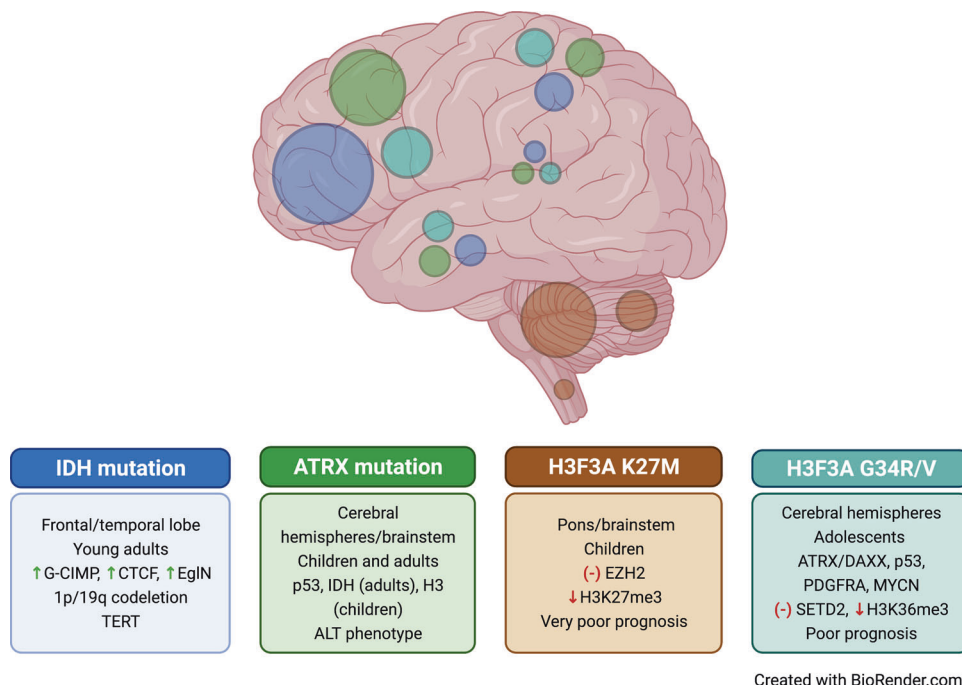 IDH mutation
Frontal/temporal lobe
Young adults
↑G-CIMP, ↑CTCF, ↑EglN
1p/19q codeletion
TERT
ATRX mutation
Cerebral
hemispheres/brainstem
Children and adults
p53, IDH (adults), H3
(children)
ALT phenotype
H3F3A K27M
Pons/brainstem
Children
(-) EZH2
↓H3K27me3
Very poor prognosis
H3F3A G34R/V
Cerebral hemispheres
Adolescents
ATRX/DAXX, p53,
PDGFRA, MYCN
(-) SETD2, ↓H3K36me3
Poor prognosis
Created with BioRender.com